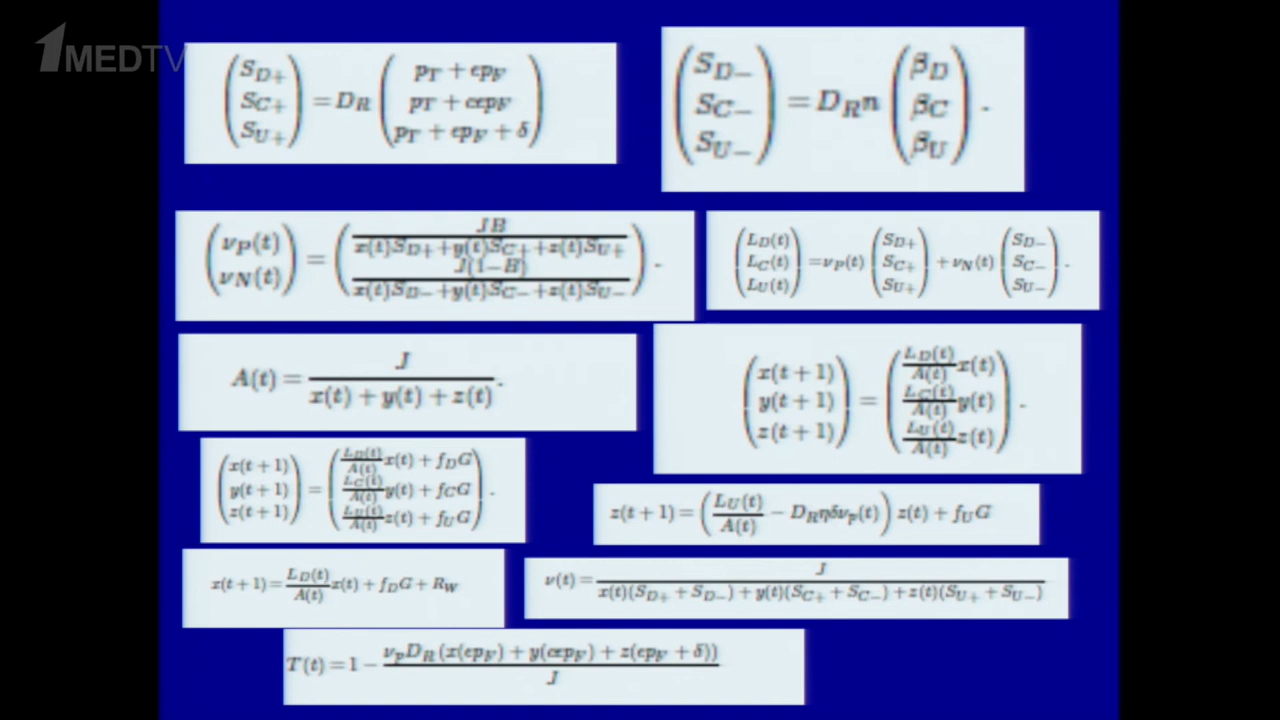 1MEDTV
S_{D+} S_{C+} S_{U+} = D_R ( p_T + ϵp_F
p_T + cϵp_F
p_T + ϵp_F + δ )
( S_{D−} S_{C−} S_{U−} ) = D_R n ( β_D β_C β_U ) .
( ν_P(t) ν_N(t) ) = ( JB / x(t)S_{D+} + y(t)S_{C+} + z(t)S_{U+}
J(1−B) / x(t)S_{D−} + y(t)S_{C−} + z(t)S_{U−} ) .
( L_D(t) L_C(t) L_U(t) ) = ν_P(t) ( S_{D+} S_{C+} S_{U+} ) + ν_N(t) ( S_{D−} S_{C−} S_{U−} ) .
A(t) = J / x(t) + y(t) + z(t) .
( x(t + 1) y(t + 1) z(t + 1) ) = ( L_D(t)/A(t) x(t)
L_C(t)/A(t) y(t)
L_U(t)/A(t) z(t) ) .
( x(t + 1) y(t + 1) z(t + 1) ) = ( L_D(t)/A(t) x(t) + f_D G
L_C(t)/A(t) y(t) + f_C G
L_U(t)/A(t) z(t) + f_U G ) .
z(t + 1) = ( L_U(t)/A(t) − D_R ηδν_p(t) ) z(t) + f_U G
x(t + 1) = L_D(t)/A(t) x(t) + f_D G + R_W
ν(t) = J / x(t)(S_{D+} + S_{D−}) + y(t)(S_{C+} + S_{C−}) + z(t)(S_{U+} + S_{U−})
T(t) = 1 − ν_p D_R (x(ϵp_F) + y(cϵp_F) + z(ϵp_F + δ)) / J